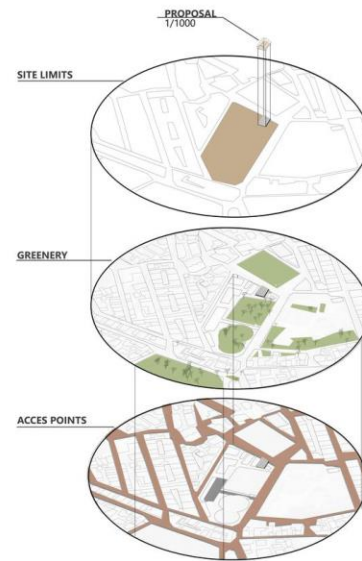 PROPOSAL
1/1000
SITE LIMITS
GREENERY
ACCES POINTS